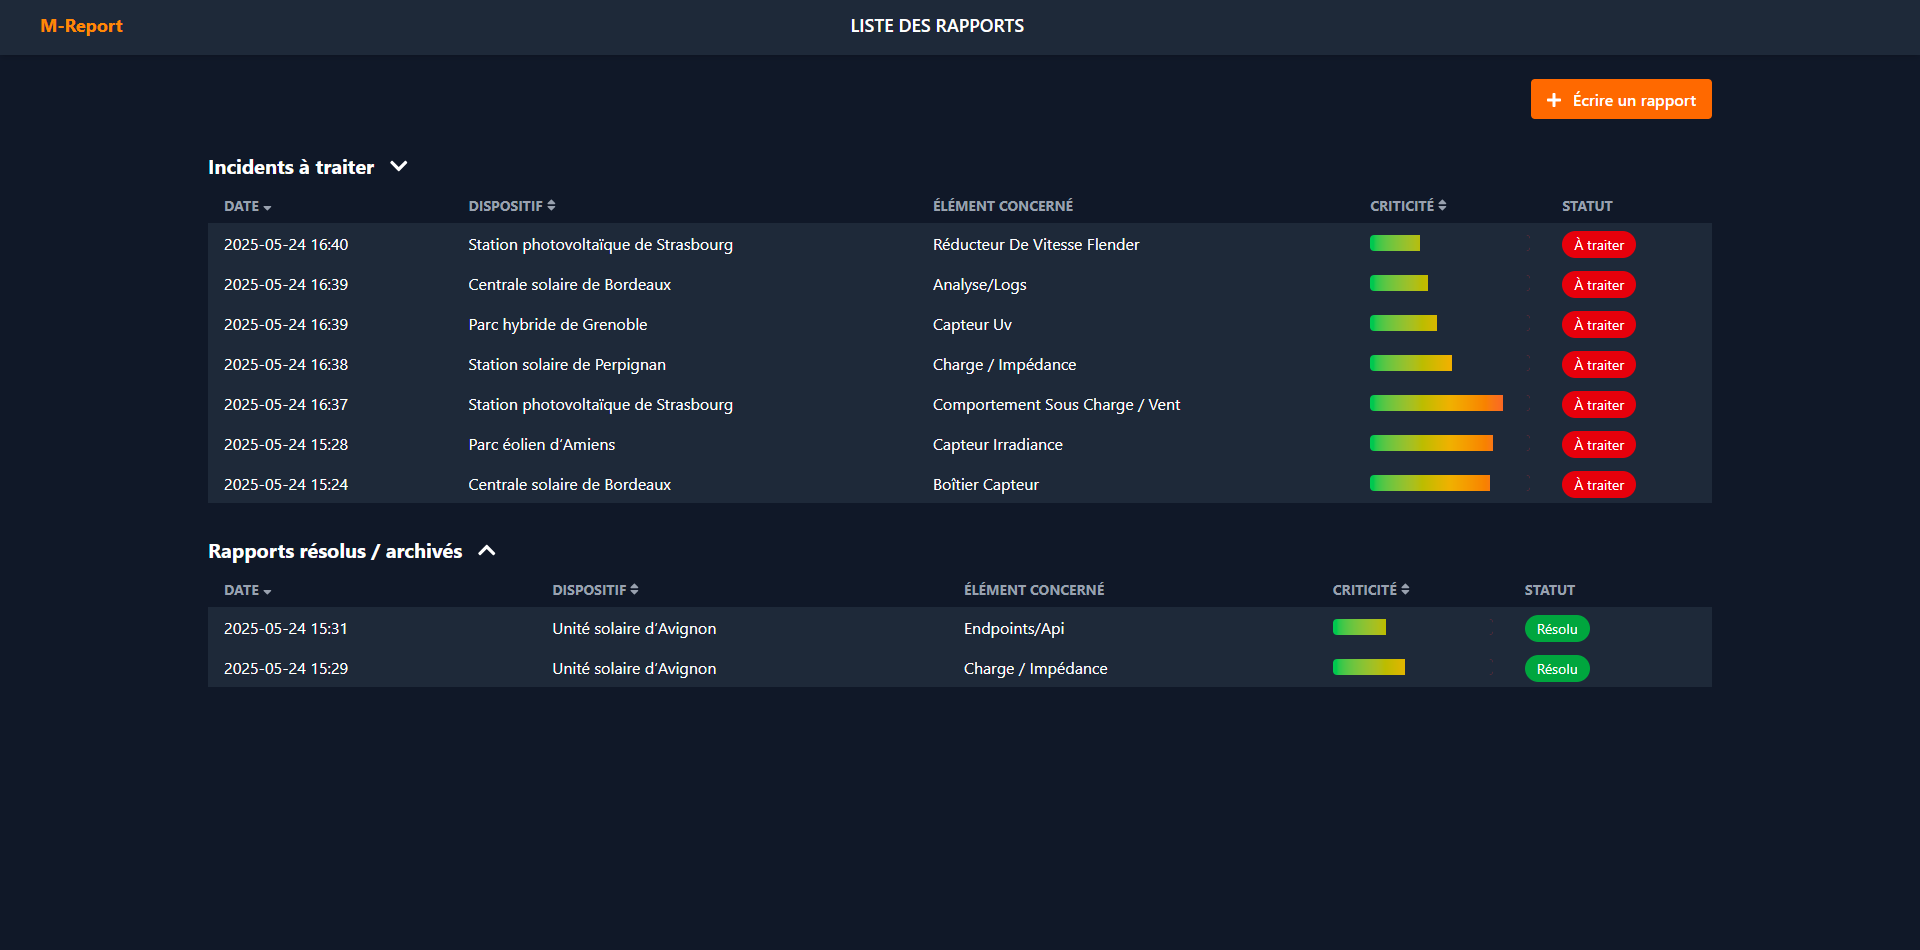 M-Report
LISTE DES RAPPORTS
Écrire un rapport
Incidents à traiter
DATE DISPOSITIF ÉLÉMENT CONCERNÉ CRITICITÉ STATUT
2025-05-24 16:40 Station photovoltaïque de Strasbourg Réducteur De Vitesse Flender À traiter
2025-05-24 16:39 Centrale solaire de Bordeaux Analyse/Logs À traiter
2025-05-24 16:39 Parc hybride de Grenoble Capteur Uv À traiter
2025-05-24 16:38 Station solaire de Perpignan Charge / Impédance À traiter
2025-05-24 16:37 Station photovoltaïque de Strasbourg Comportement Sous Charge / Vent À traiter
2025-05-24 15:28 Parc éolien d'Amiens Capteur Irradiance À traiter
2025-05-24 15:24 Centrale solaire de Bordeaux Boîtier Capteur À traiter
Rapports résolus / archivés
DATE DISPOSITIF ÉLÉMENT CONCERNÉ CRITICITÉ STATUT
2025-05-24 15:31 Unité solaire d'Avignon Endpoints/Api Résolu
2025-05-24 15:29 Unité solaire d'Avignon Charge / Impédance Résolu